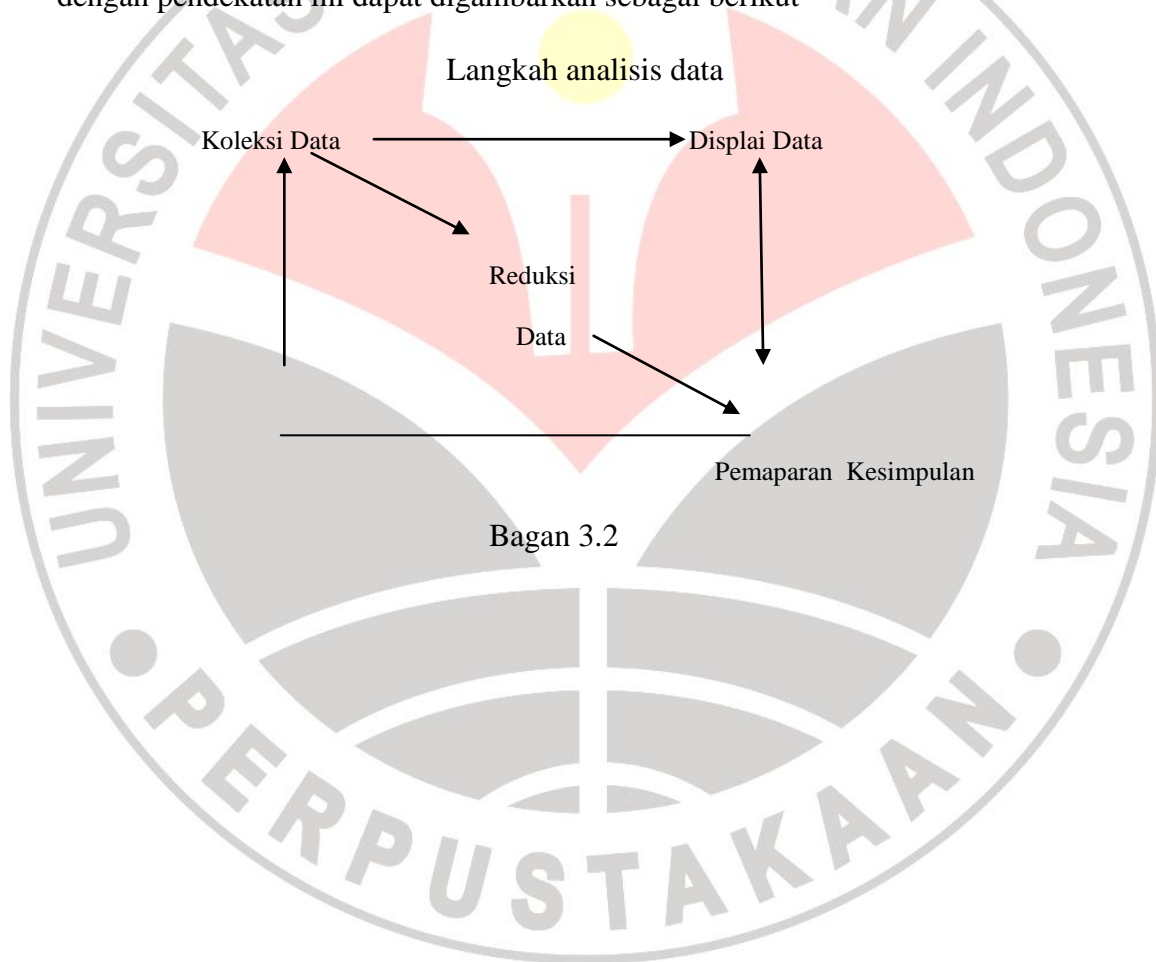 dengan pendekatan ini dapat digambarkan sebagai berikut
Langkah analisis data
Koleksi Data Displai Data
Reduksi
Data
Pemaparan Kesimpulan
Bagan 3.2
UNIVERSITAS AN INDONESIA
PERPUSTAKAAN